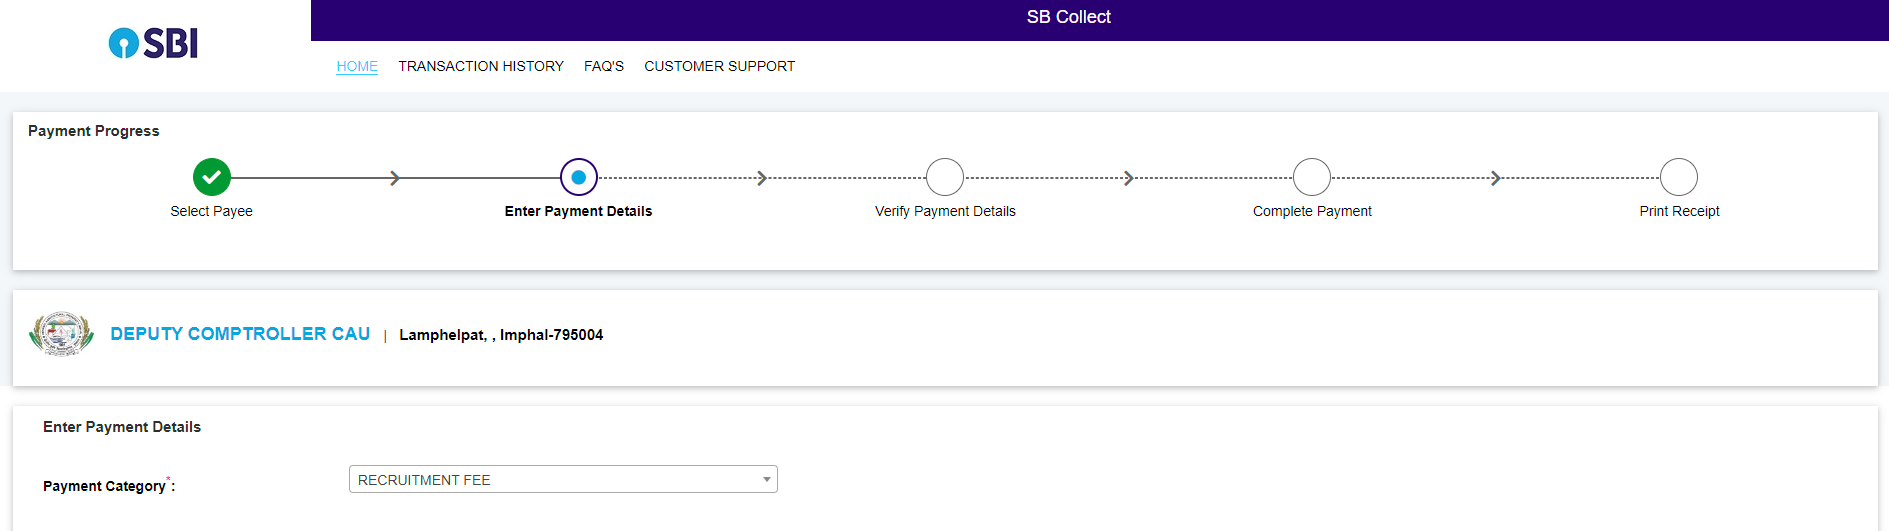 SBI
SB Collect
HOME TRANSACTION HISTORY FAQ'S CUSTOMER SUPPORT
Payment Progress
Select Payee Enter Payment Details Verify Payment Details Complete Payment Print Receipt
DEPUTY COMPTROLLER CAU | Lamphelpat, , Imphal-795004
Enter Payment Details
Payment Category*: RECRUITMENT FEE